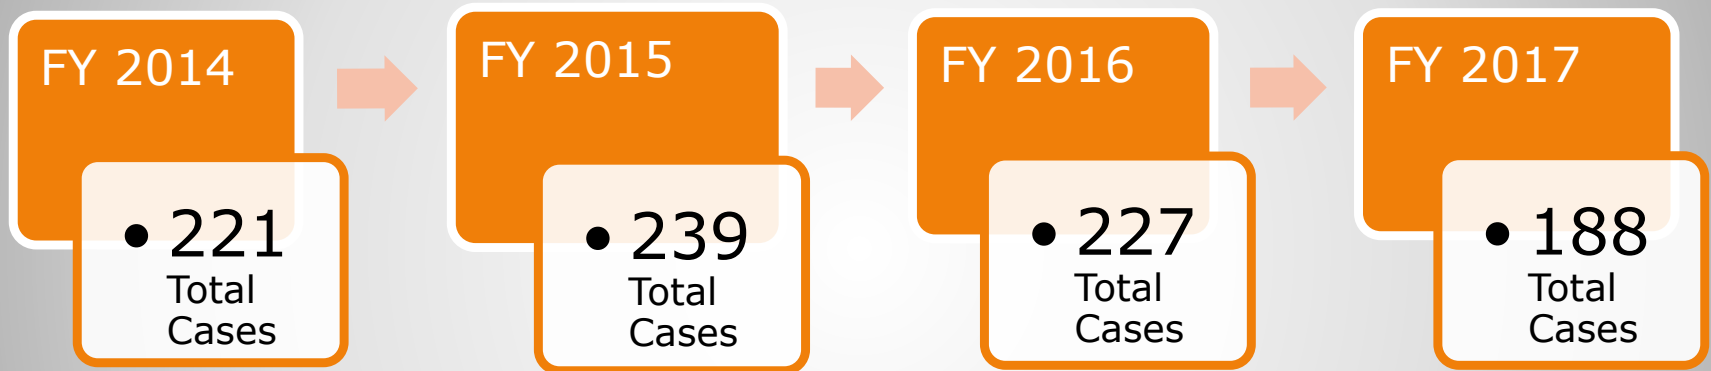 FY 2014
• 221
Total
Cases
FY 2015
• 239
Total
Cases
FY 2016
• 227
Total
Cases
FY 2017
• 188
Total
Cases